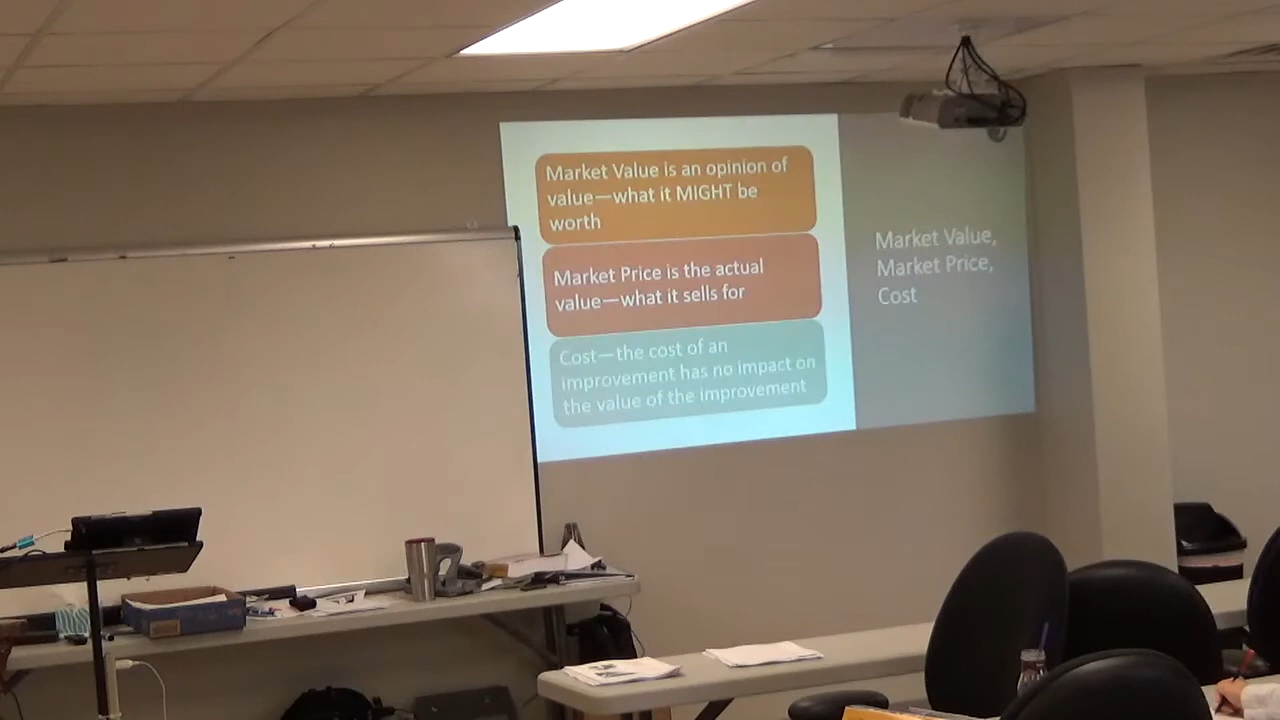 Market Value is an opinion of
value—what it MIGHT be
worth
Market Price is the actual
value—what it sells for
Cost—the cost of an
improvement has no impact on
the value of the improvement
Market Value,
Market Price,
Cost